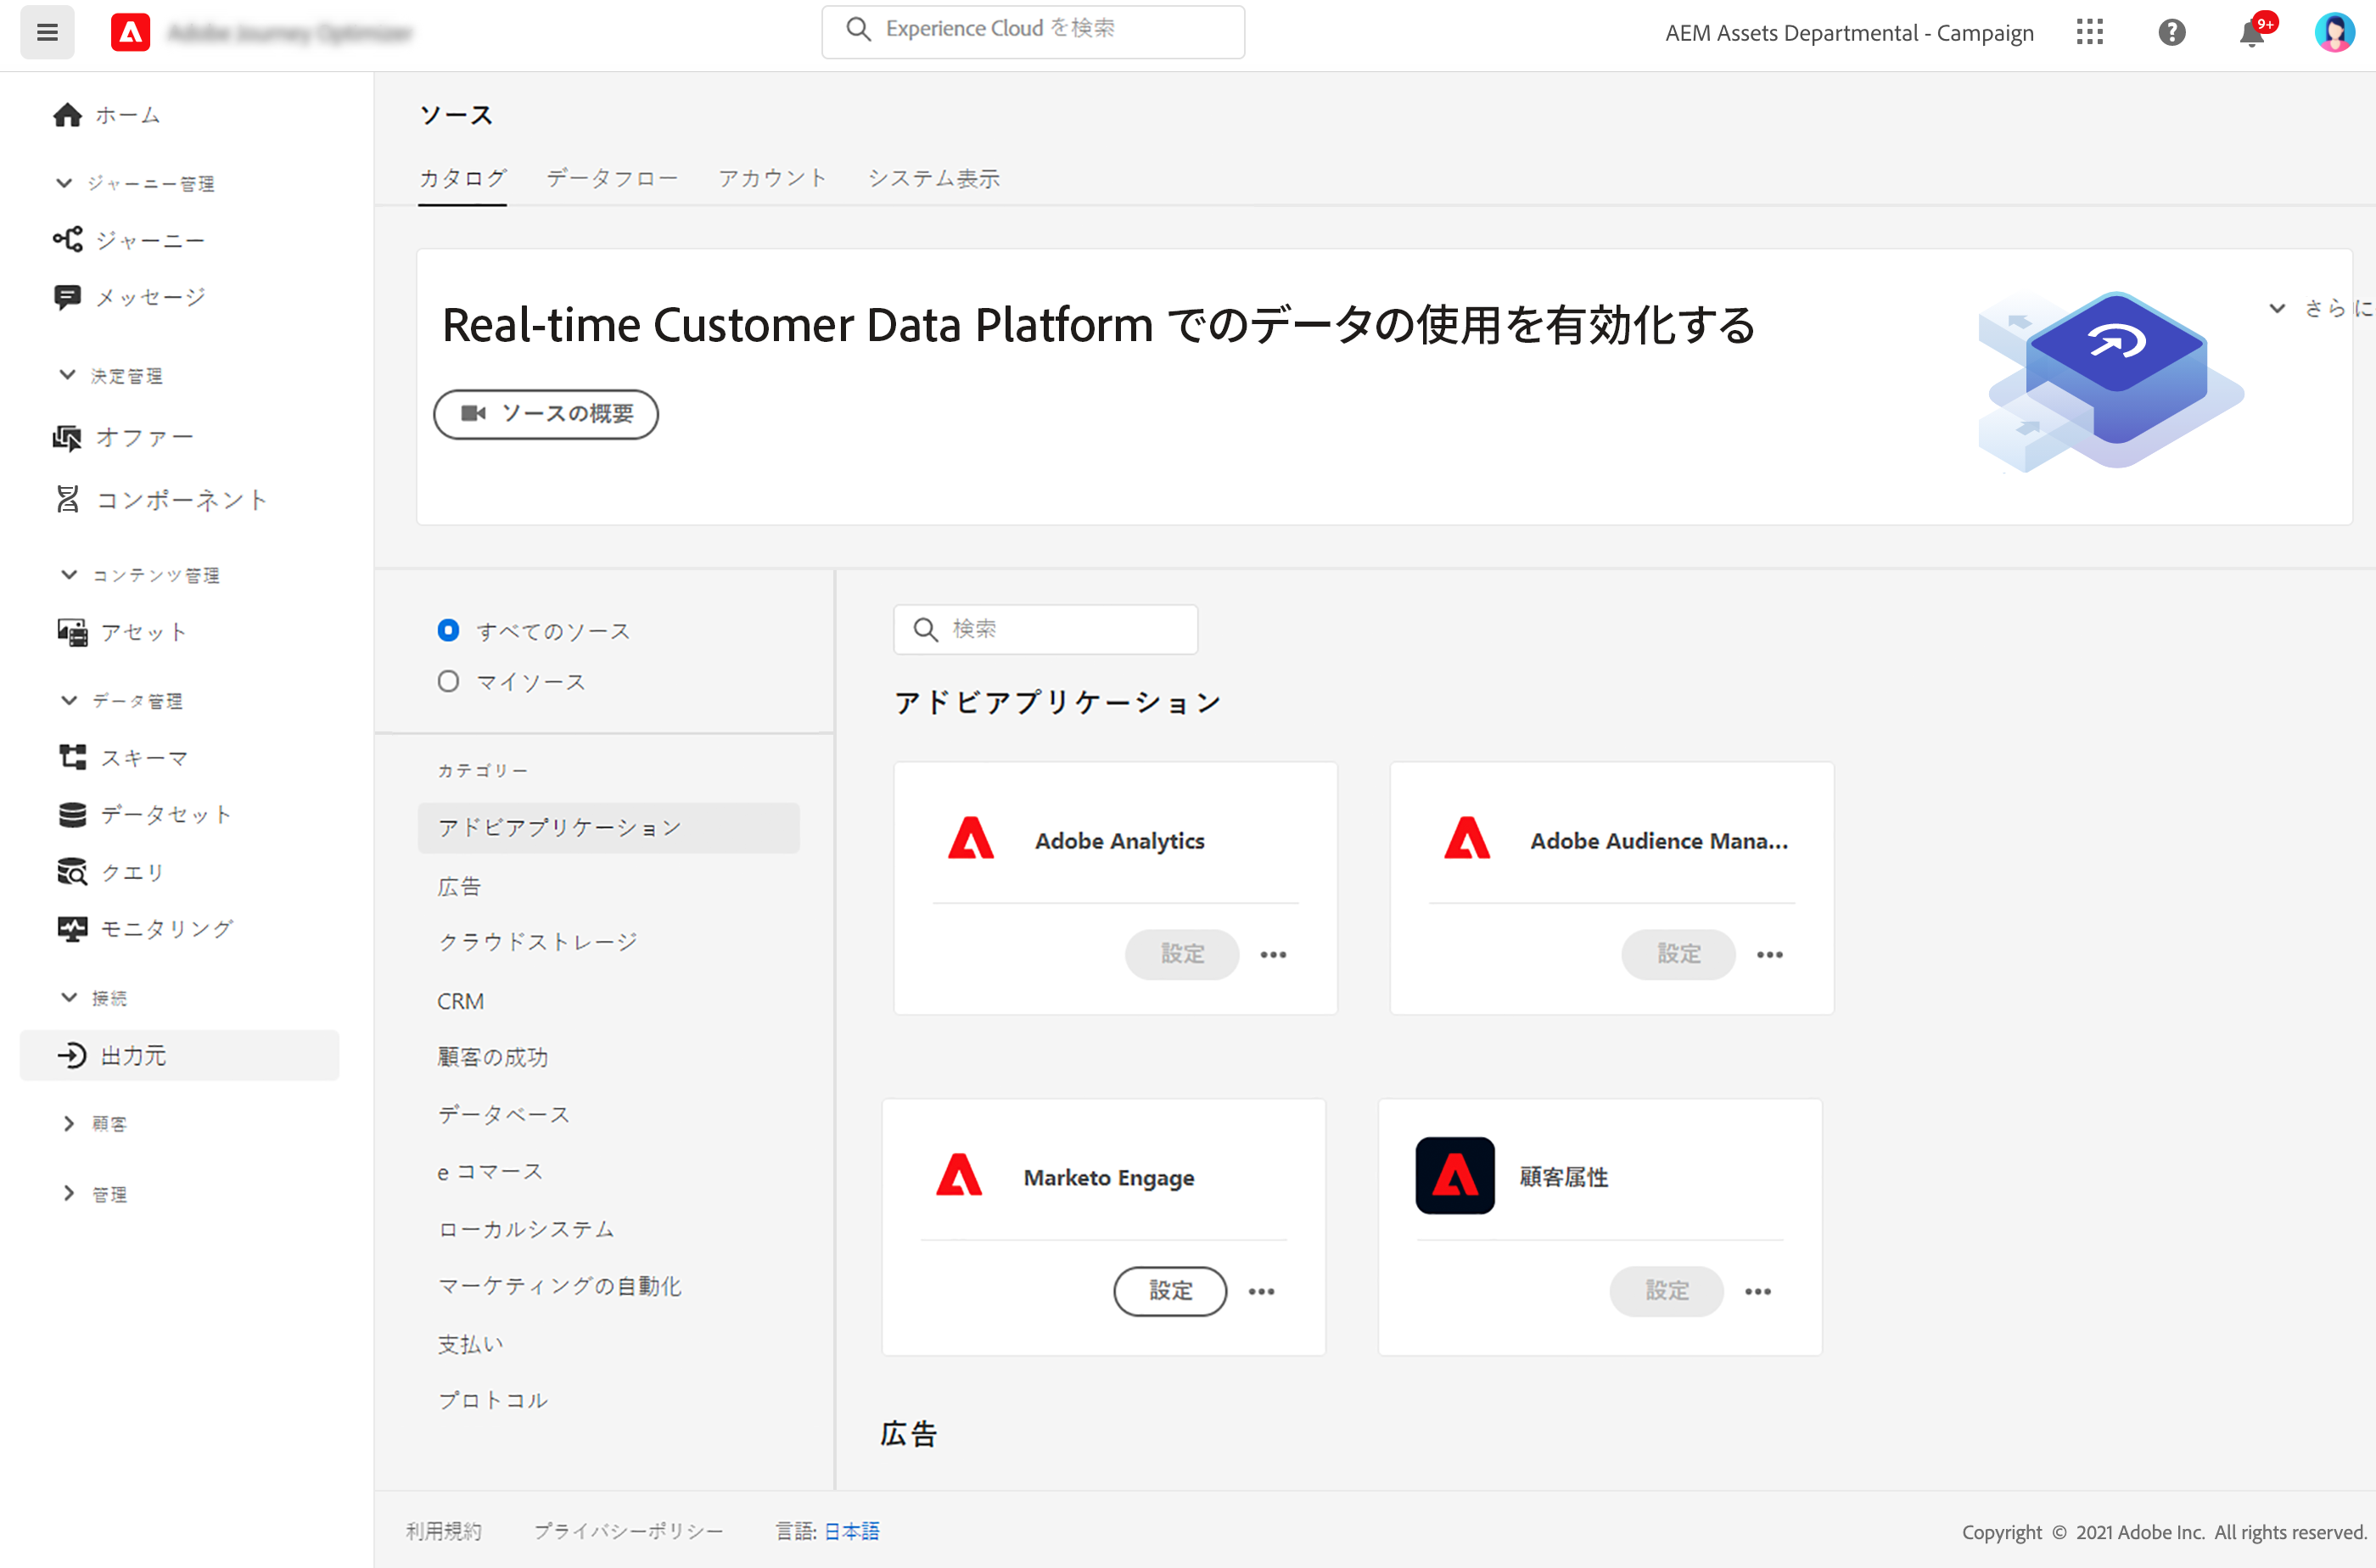 Experience Cloud を検索
AEM Assets Departmental - Campaign
9+
ホーム
ジャーニー管理
ジャーニー
メッセージ
決定管理
オファー
コンポーネント
コンテンツ管理
アセット
データ管理
スキーマ
データセット
クエリ
モニタリング
接続
出力元
顧客
管理
ソース
カタログ データフロー アカウント システム表示
Real-time Customer Data Platform でのデータの使用を有効化する
さらに
ソースの概要
すべてのソース
マイソース
カテゴリー
アドビアプリケーション
広告
クラウドストレージ
CRM
顧客の成功
データベース
e コマース
ローカルシステム
マーケティングの自動化
支払い
プロトコル
検索
アドビアプリケーション
Adobe Analytics
設定
Adobe Audience Mana...
設定
Marketo Engage
設定
顧客属性
設定
広告
利用規約 プライバシーポリシー 言語: 日本語
Copyright © 2021 Adobe Inc. All rights reserved.